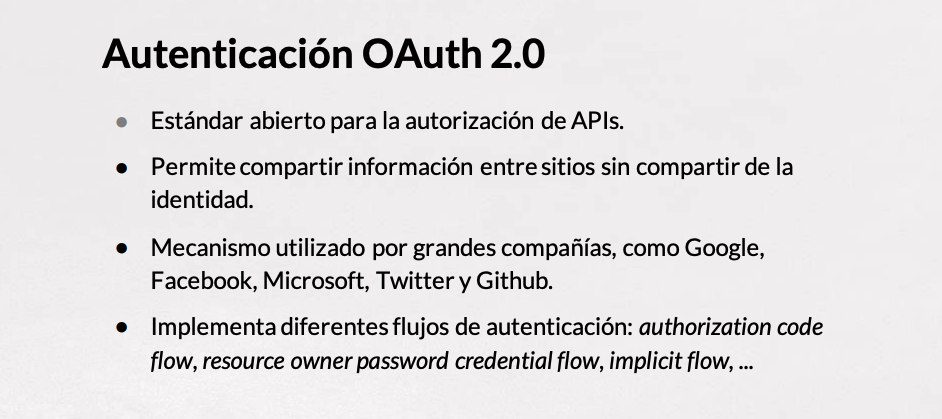 Autenticación OAuth 2.0
● Estándar abierto para la autorización de APIs.
● Permite compartir información entre sitios sin compartir de la
identidad.
● Mecanismo utilizado por grandes compañías, como Google,
Facebook, Microsoft, Twitter y Github.
● Implementa diferentes flujos de autenticación: authorization code
flow, resource owner password credential flow, implicit flow, ...